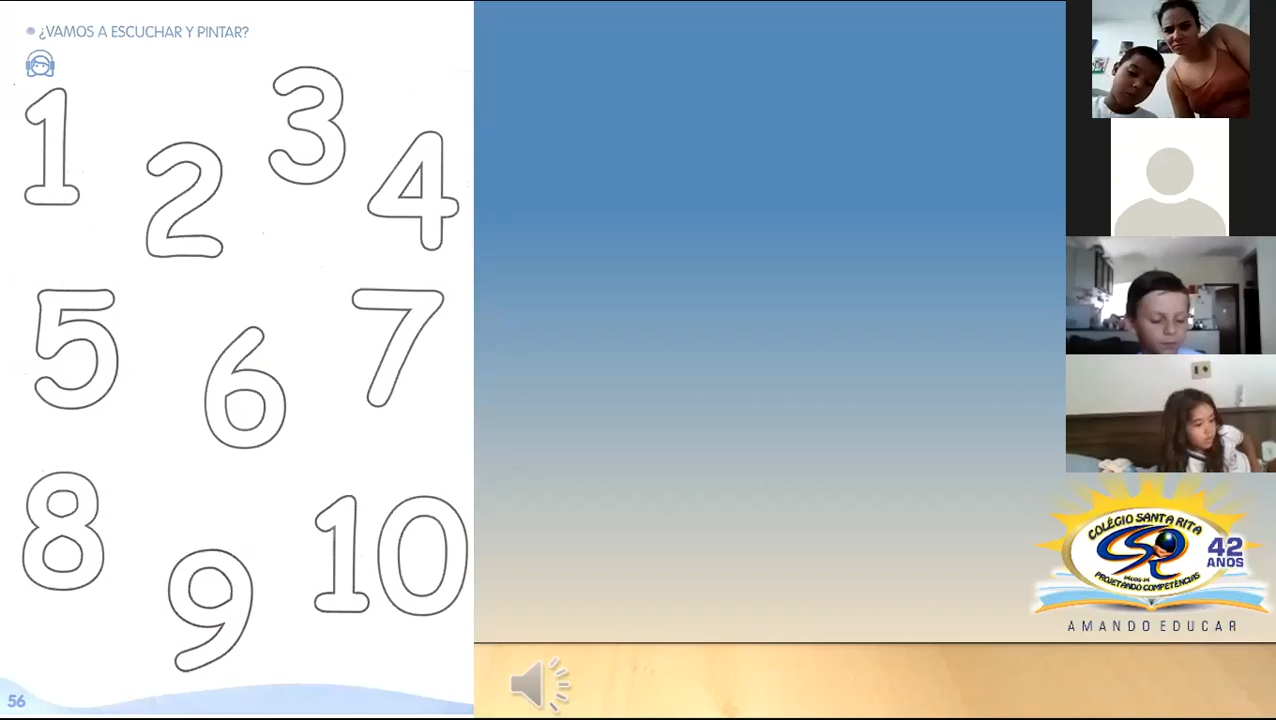 ¿VAMOS A ESCUCHAR Y PINTAR?
1
2
3
4
5
6
7
8
9
10
56
COLÉGIO SANTA RITA
42
ANOS
PROJETANDO COMPETÊNCIAS
AMANDO EDUCAR